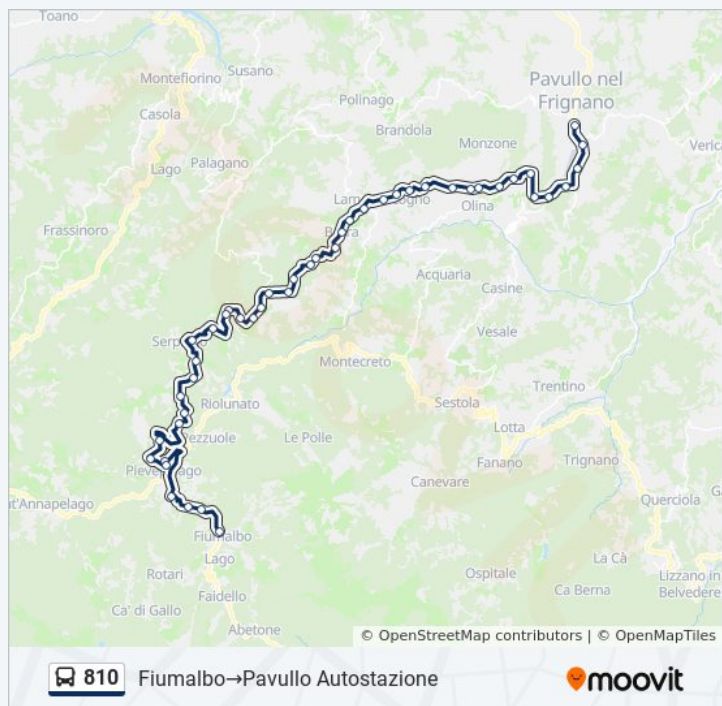 Toano
Montefiorino
Susano
Pavullo nel
Frignano
Casola
Polinago
Brandola
Monzone
Verica
Lago
Palagano
Olina
Frassinoro
Acquaria
Casine
Vesale
Montecreto
Riolunato
Sestola
Trentino
Lotta
Le Polle
Fanano
Trignano
Canevare
Querciola
Fiumalbo
Lago
La Cà
Rotari
Ospitale
Lizzano in
Belvedere
Faidello
Ca' di Gallo
Ca Berna
Abetone
© OpenStreetMap contributors | © OpenMapTiles
810 Fiumalbo→Pavullo Autostazione moovit